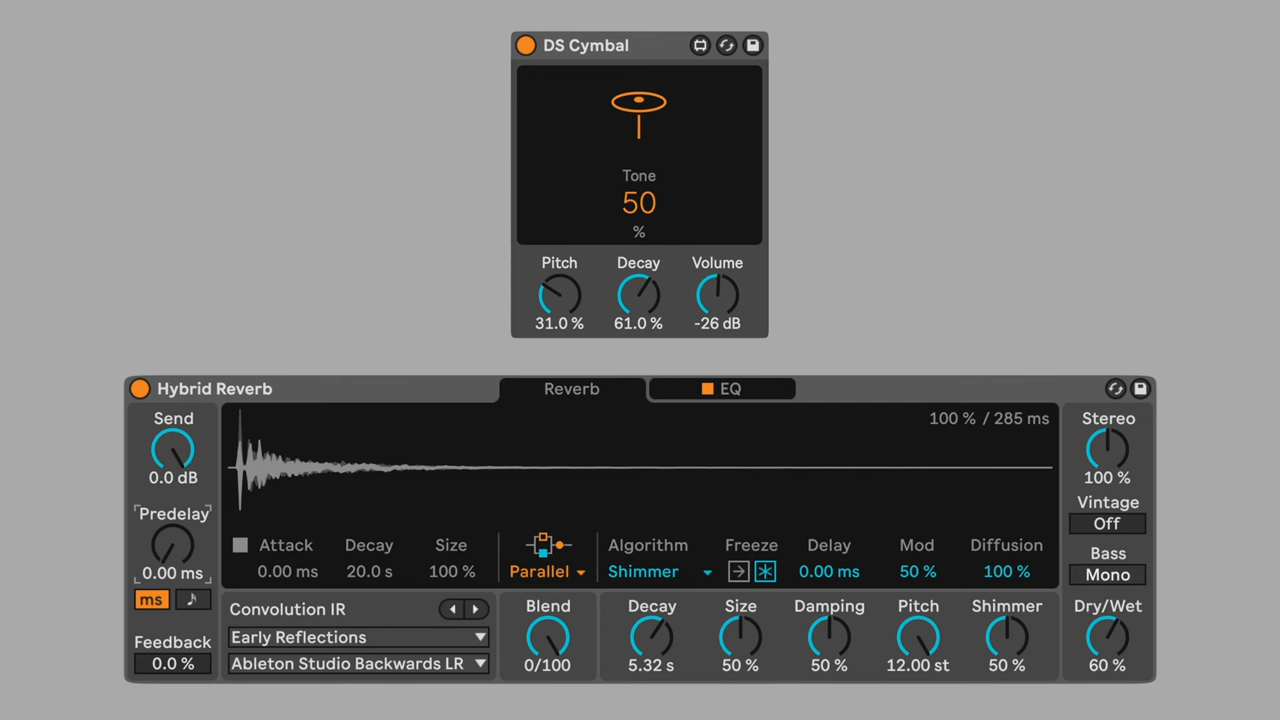 DS Cymbal
Tone
50
%
Pitch Decay Volume
31.0 % 61.0 % -26 dB
Hybrid Reverb Reverb EQ
Send
0.0 dB
Predelay
0.00 ms
ms
Feedback
0.0 %
100 % / 285 ms
Attack Decay Size Algorithm Freeze Delay Mod Diffusion
0.00 ms 20.0 s 100 % Parallel Shimmer 0.00 ms 50 % 100 %
Convolution IR
Early Reflections
Ableton Studio Backwards LR
Blend Decay Size Damping Pitch Shimmer
0/100 5.32 s 50 % 50 % 12.00 st 50 %
Stereo
100 %
Vintage
Off
Bass
Mono
Dry/Wet
60 %